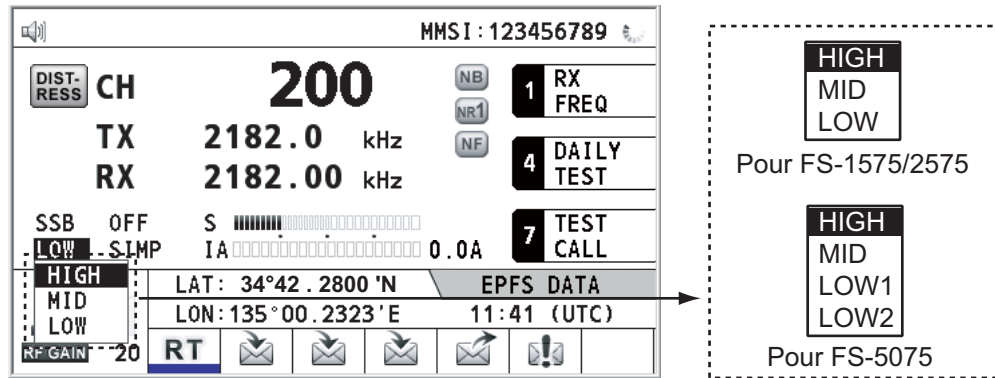 MMSI:123456789
DIST-
RESS
CH 200
TX 2182.0 kHz
RX 2182.00 kHz
NB
NR1
NF
1 RX
FREQ
4 DAILY
TEST
7 TEST
CALL
SSB OFF S
LOW SIMP IA 0.0A
HIGH
MID
LOW
RF GAIN 20
LAT: 34°42.2800 'N EPFS DATA
LON:135°00.2323'E 11:41 (UTC)
RT
HIGH
MID
LOW
Pour FS-1575/2575
HIGH
MID
LOW1
LOW2
Pour FS-5075